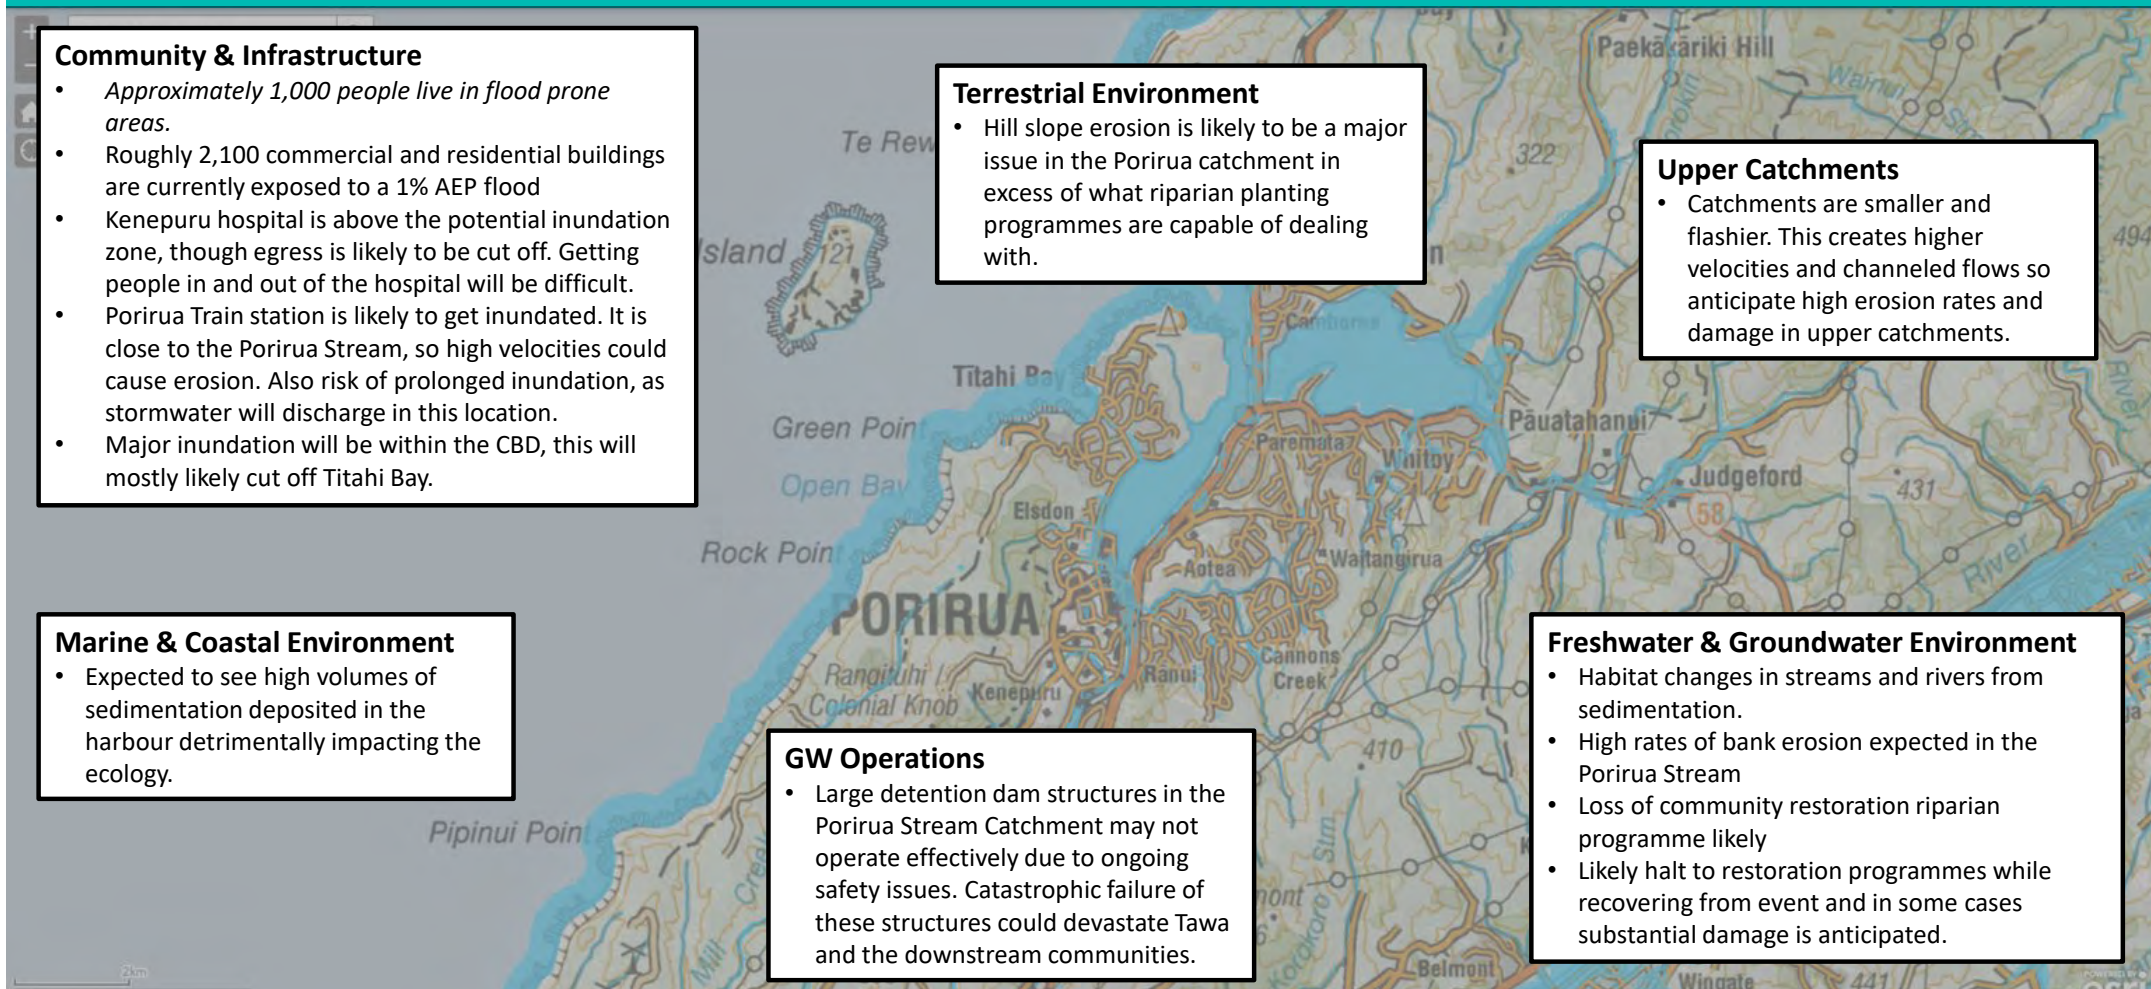 Community & Infrastructure
• Approximately 1,000 people live in flood prone
areas.
• Roughly 2,100 commercial and residential buildings
are currently exposed to a 1% AEP flood
• Kenepuru hospital is above the potential inundation
zone, though egress is likely to be cut off. Getting
people in and out of the hospital will be difficult.
• Porirua Train station is likely to get inundated. It is
close to the Porirua Stream, so high velocities could
cause erosion. Also risk of prolonged inundation, as
stormwater will discharge in this location.
• Major inundation will be within the CBD, this will
mostly likely cut off Titahi Bay.
Terrestrial Environment
• Hill slope erosion is likely to be a major
issue in the Porirua catchment in
excess of what riparian planting
programmes are capable of dealing
with.
Upper Catchments
• Catchments are smaller and
flashier. This creates higher
velocities and channeled flows so
anticipate high erosion rates and
damage in upper catchments.
Marine & Coastal Environment
• Expected to see high volumes of
sedimentation deposited in the
harbour detrimentally impacting the
ecology.
GW Operations
• Large detention dam structures in the
Porirua Stream Catchment may not
operate effectively due to ongoing
safety issues. Catastrophic failure of
these structures could devastate Tawa
and the downstream communities.
Freshwater & Groundwater Environment
• Habitat changes in streams and rivers from
sedimentation.
• High rates of bank erosion expected in the
Porirua Stream
• Loss of community restoration riparian
programme likely
• Likely halt to restoration programmes while
recovering from event and in some cases
substantial damage is anticipated.
Paekākāriki Hill
Wainui
Te Rew
322
494
Island
121
Camborne
Titahi Bay
Green Point
Paremata
Whitby
Pāuatahanui
Judgeford
431
Open Bay
Elsdon
58
Rock Point
Aotea
Waitangirua
River
River
PORIRUA
Rangituhi /
Colonial Knob
Kenepuru
Ranui
Cannons
Creek
410
Pipinui Point
mont
Korokoro Stm
Mill
Creek
Belmont
Wingate
441
2km
POWERED BY
esri